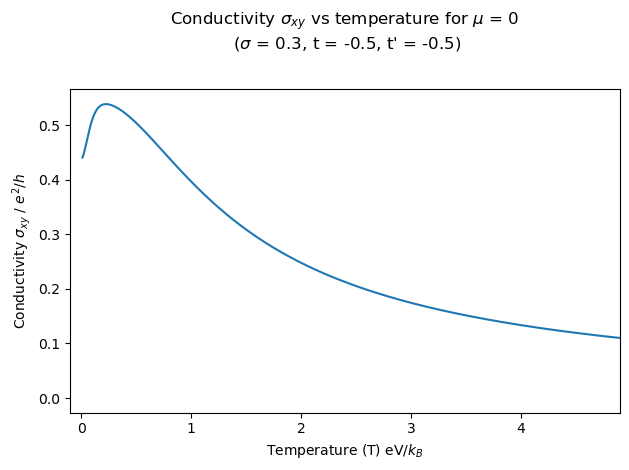 Conductivity σxy vs temperature for μ = 0
(σ = 0.3, t = -0.5, t' = -0.5)
Conductivity σxy / e²/h
0.5
0.4
0.3
0.2
0.1
0.0
0 1 2 3 4
Temperature (T) eV/kB